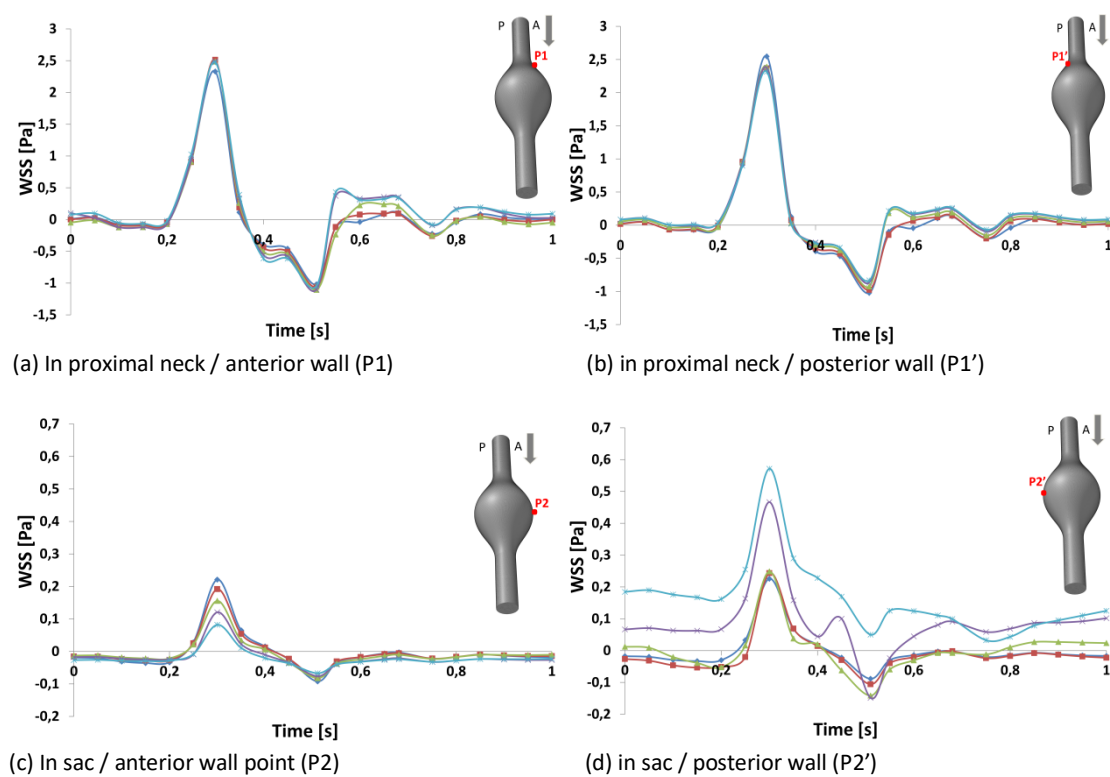 3
2,5
2
1,5
1
0,5
0
-0,5
-1
-1,5
WSS [Pa]
0 0,2 0,4 0,6 0,8 1
Time [s]
P A
P1
(a) In proximal neck / anterior wall (P1)
3
2,5
2
1,5
1
0,5
0
-0,5
-1
-1,5
WSS [Pa]
0 0,2 0,4 0,6 0,8 1
Time [s]
P A
P1'
(b) in proximal neck / posterior wall (P1’)
0,7
0,6
0,5
0,4
0,3
0,2
0,1
0
-0,1
-0,2
WSS [Pa]
0 0,2 0,4 0,6 0,8 1
Time [s]
P A
P2
(c) In sac / anterior wall point (P2)
0,7
0,6
0,5
0,4
0,3
0,2
0,1
0
-0,1
-0,2
WSS [Pa]
0 0,2 0,4 0,6 0,8 1
Time [s]
P A
P2'
(d) in sac / posterior wall (P2’)